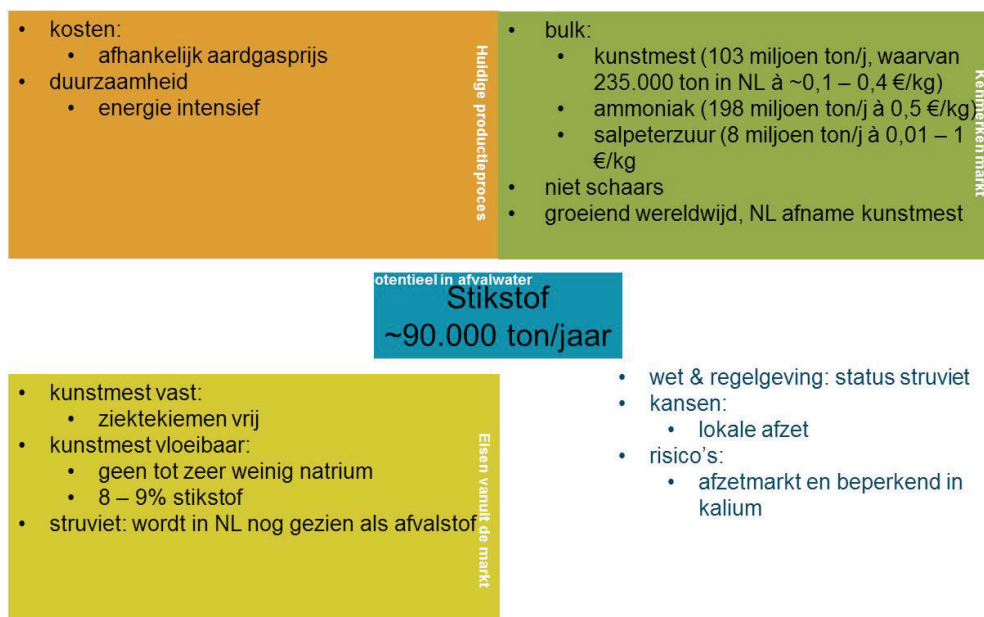 • kosten:
• afhankelijk aardgasprijs
• duurzaamheid
• energie intensief
Huidige productieproces
• bulk:
• kunstmest (103 miljoen ton/j, waarvan
235.000 ton in NL à ~0,1 – 0,4 €/kg)
• ammoniak (198 miljoen ton/j à 0,5 €/kg)
• salpeterzuur (8 miljoen ton/j à 0,01 – 1
€/kg
• niet schaars
• groeiend wereldwijd, NL afname kunstmest
Kenmerken markt
otentieel in afvalwater
Stikstof
~90.000 ton/jaar
• kunstmest vast:
• ziektekiemen vrij
• kunstmest vloeibaar:
• geen tot zeer weinig natrium
• 8 – 9% stikstof
• struviet: wordt in NL nog gezien als afvalstof
Eisen vanuit de markt
• wet & regelgeving: status struviet
• kansen:
• lokale afzet
• risico’s:
• afzetmarkt en beperkend in
kalium